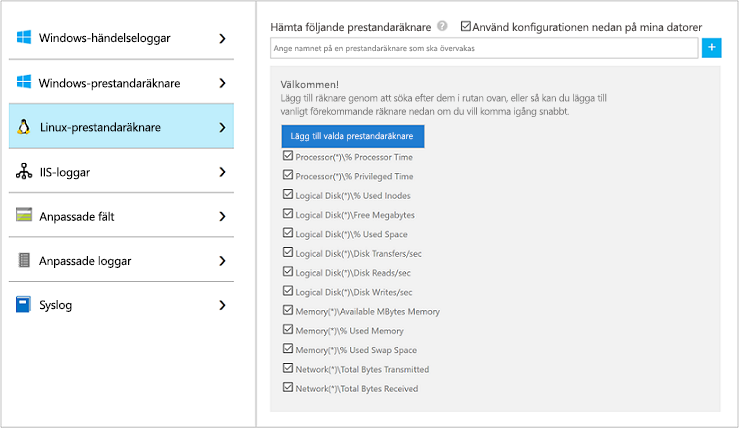 Windows-händelseloggar
Windows-prestandaräknare
Linux-prestandaräknare
IIS-loggar
Anpassade fält
Anpassade loggar
Syslog
Hämta följande prestandaräknare ? Använd konfigurationen nedan på mina datorer
Ange namnet på en prestandaräknare som ska övervakas
+
Välkommen!
Lägg till räknare genom att söka efter dem i rutan ovan, eller så kan du lägga till
vanligt förekommande räknare nedan om du vill komma igång snabbt.
Lägg till valda prestandaräknare
Processor(*)\% Processor Time
Processor(*)\% Privileged Time
Logical Disk(*)\% Used Inodes
Logical Disk(*)\Free Megabytes
Logical Disk(*)\% Used Space
Logical Disk(*)\Disk Transfers/sec
Logical Disk(*)\Disk Reads/sec
Logical Disk(*)\Disk Writes/sec
Memory(*)\Available MBytes Memory
Memory(*)\% Used Memory
Memory(*)\% Used Swap Space
Network(*)\Total Bytes Transmitted
Network(*)\Total Bytes Received